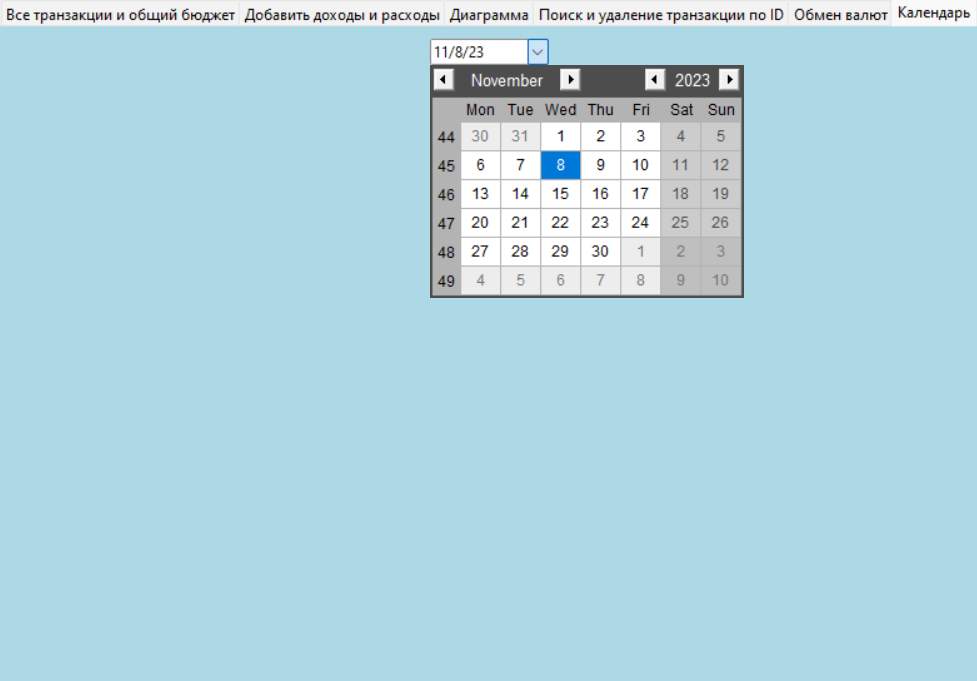 Все транзакции и общий бюджет Добавить доходы и расходы Диаграмма Поиск и удаление транзакции по ID Обмен валют Календарь
11/8/23
November 2023
Mon Tue Wed Thu Fri Sat Sun
44 30 31 1 2 3 4 5
45 6 7 8 9 10 11 12
46 13 14 15 16 17 18 19
47 20 21 22 23 24 25 26
48 27 28 29 30 1 2 3
49 4 5 6 7 8 9 10